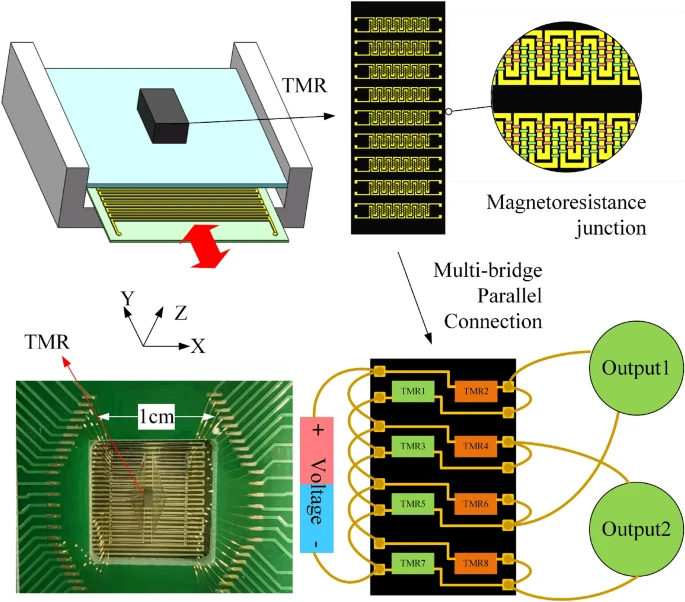 TMR
Magnetoresistance
junction
Multi-bridge
Parallel
Connection
Y
Z
X
TMR
1cm
+
Voltage
-
TMR1
TMR2
TMR3
TMR4
TMR5
TMR6
TMR7
TMR8
Output1
Output2